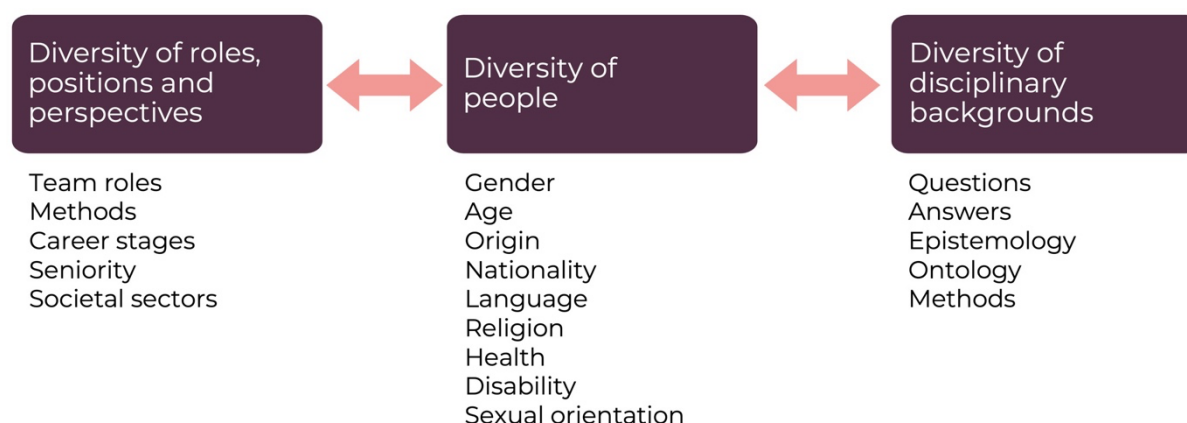 Diversity of roles,
positions and
perspectives
Team roles
Methods
Career stages
Seniority
Societal sectors
Diversity of
people
Gender
Age
Origin
Nationality
Language
Religion
Health
Disability
Sexual orientation
Diversity of
disciplinary
backgrounds
Questions
Answers
Epistemology
Ontology
Methods